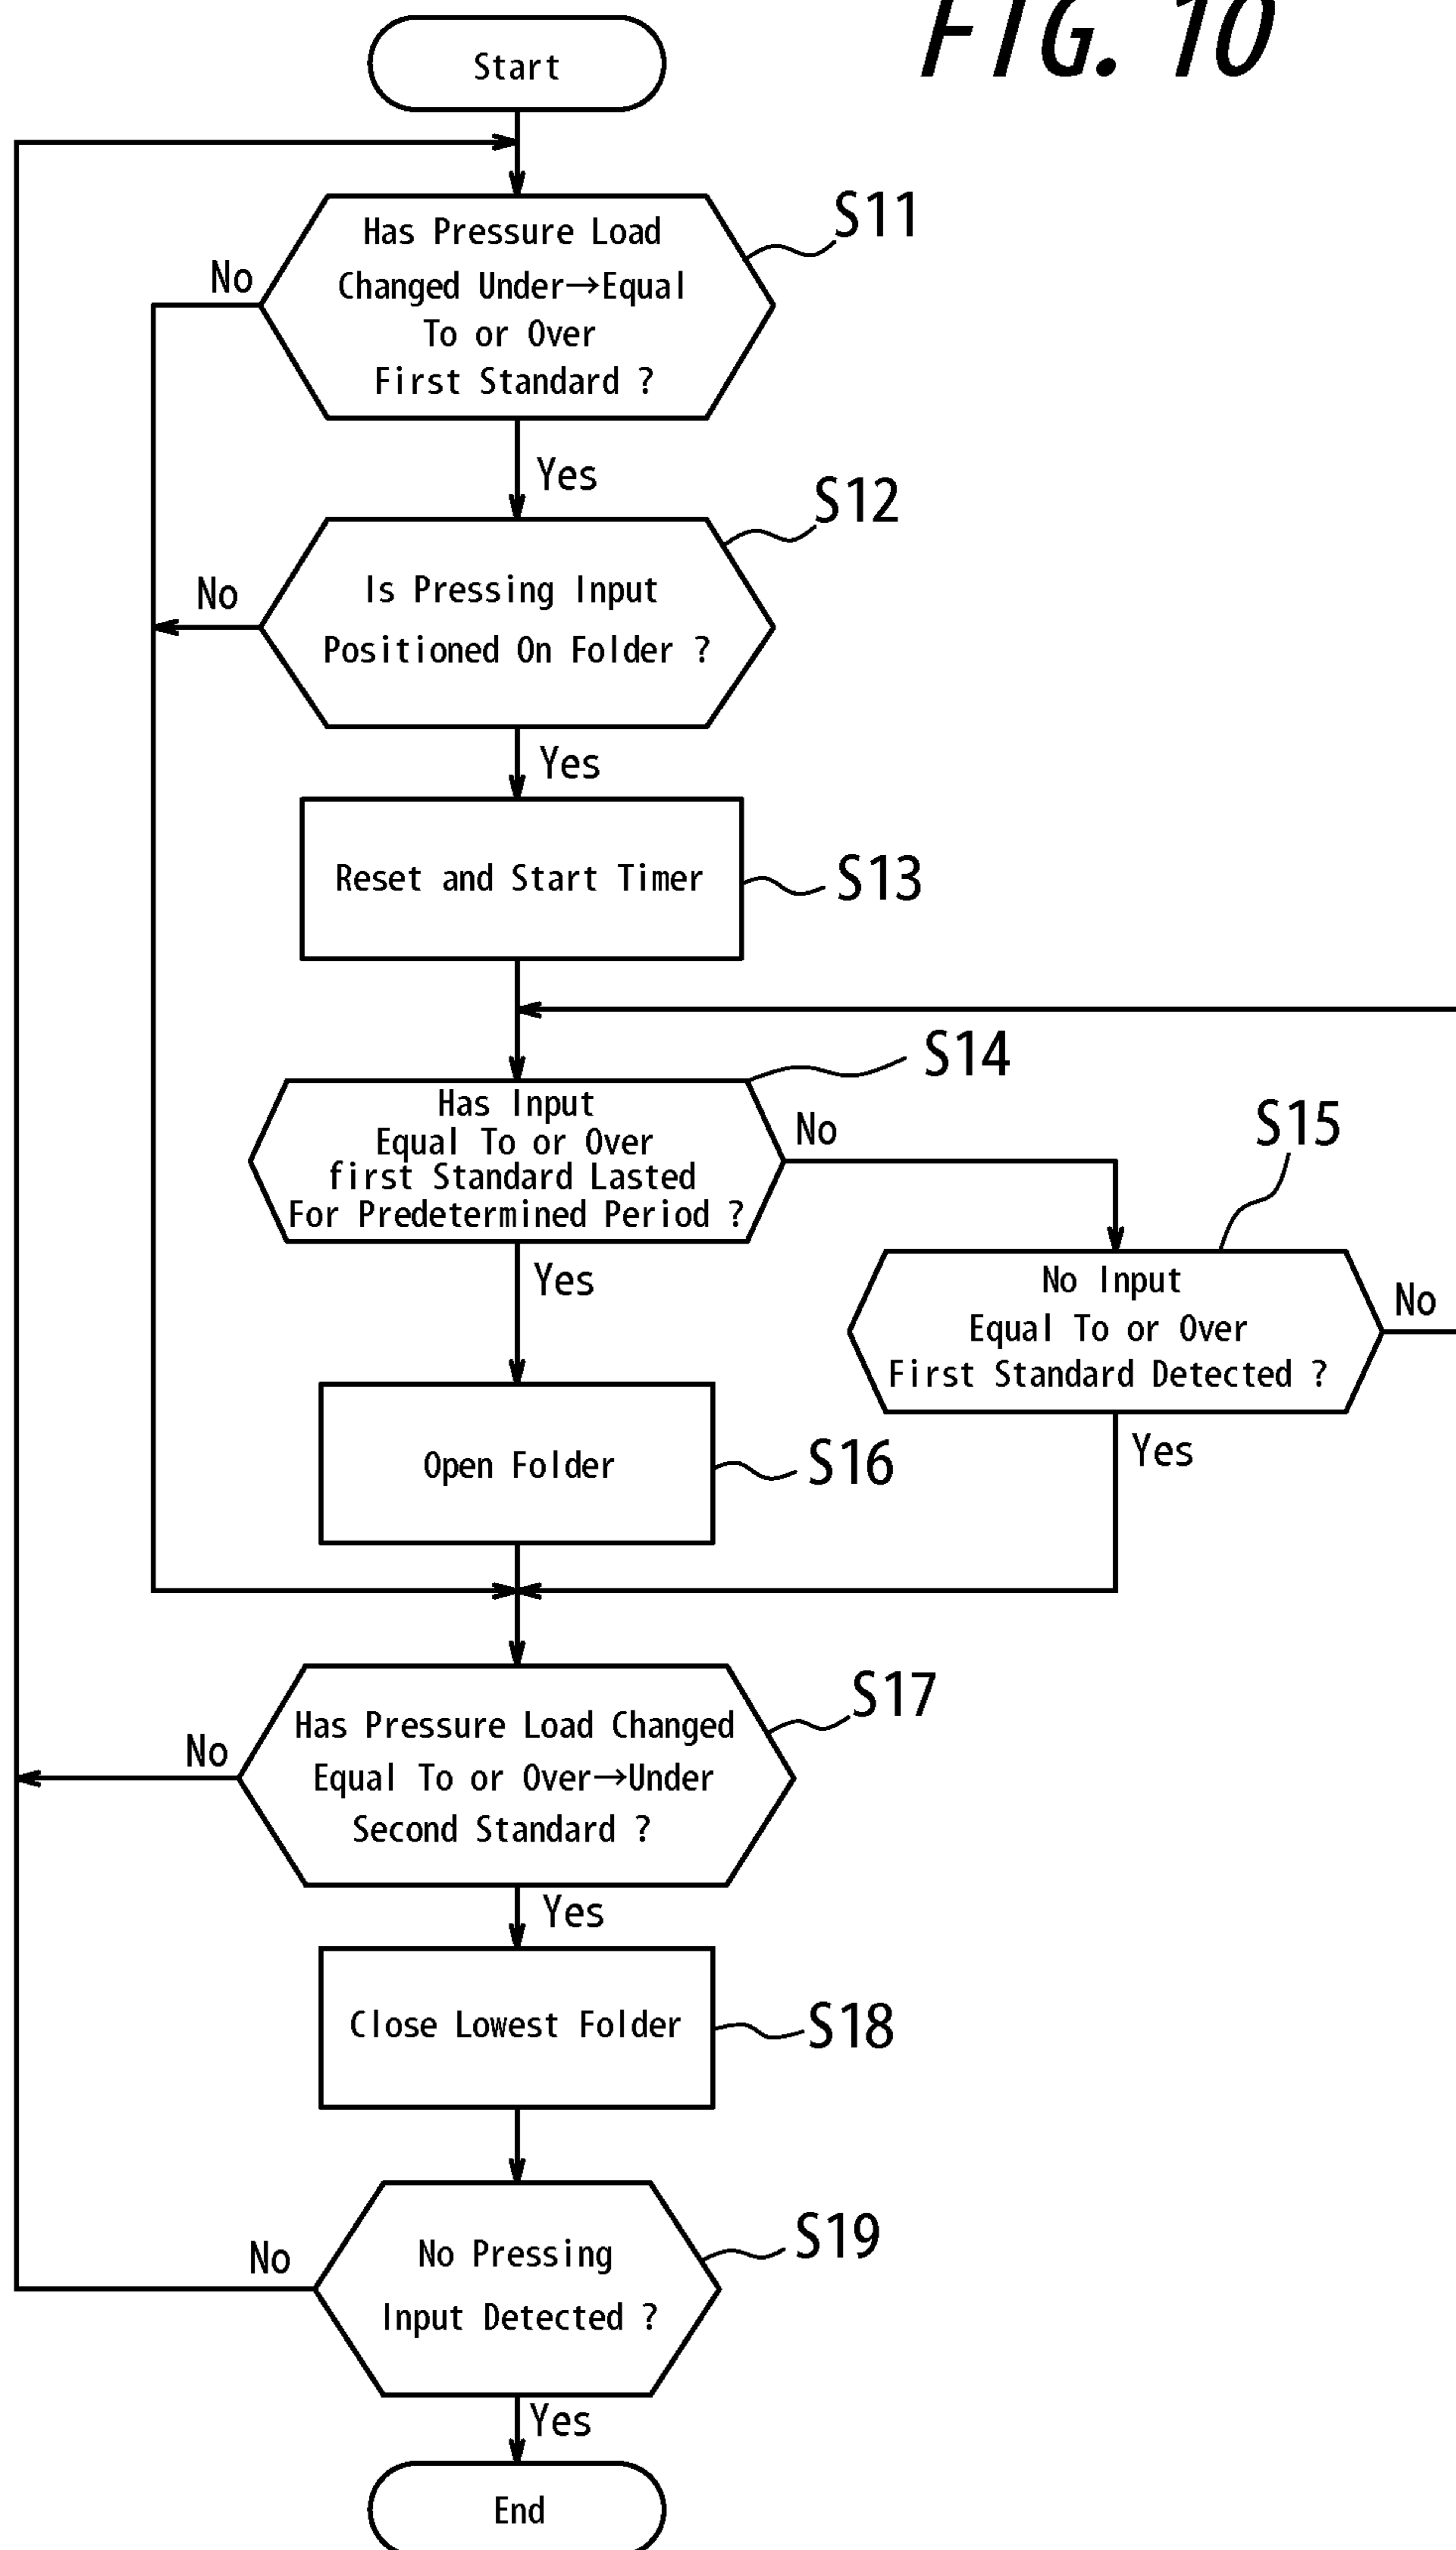 FIG. 10
Start
Has Pressure Load
Changed Under→Equal
To or Over
First Standard ?
S11
No
Yes
S12
Is Pressing Input
Positioned On Folder ?
No
Yes
Reset and Start Timer
S13
S14
Has Input
Equal To or Over
first Standard Lasted
For Predetermined Period ?
No
Yes
S15
No Input
Equal To or Over
First Standard Detected ?
No
Yes
Open Folder
S16
S17
Has Pressure Load Changed
Equal To or Over→Under
Second Standard ?
No
Yes
Close Lowest Folder
S18
No Pressing
Input Detected ?
S19
No
Yes
End